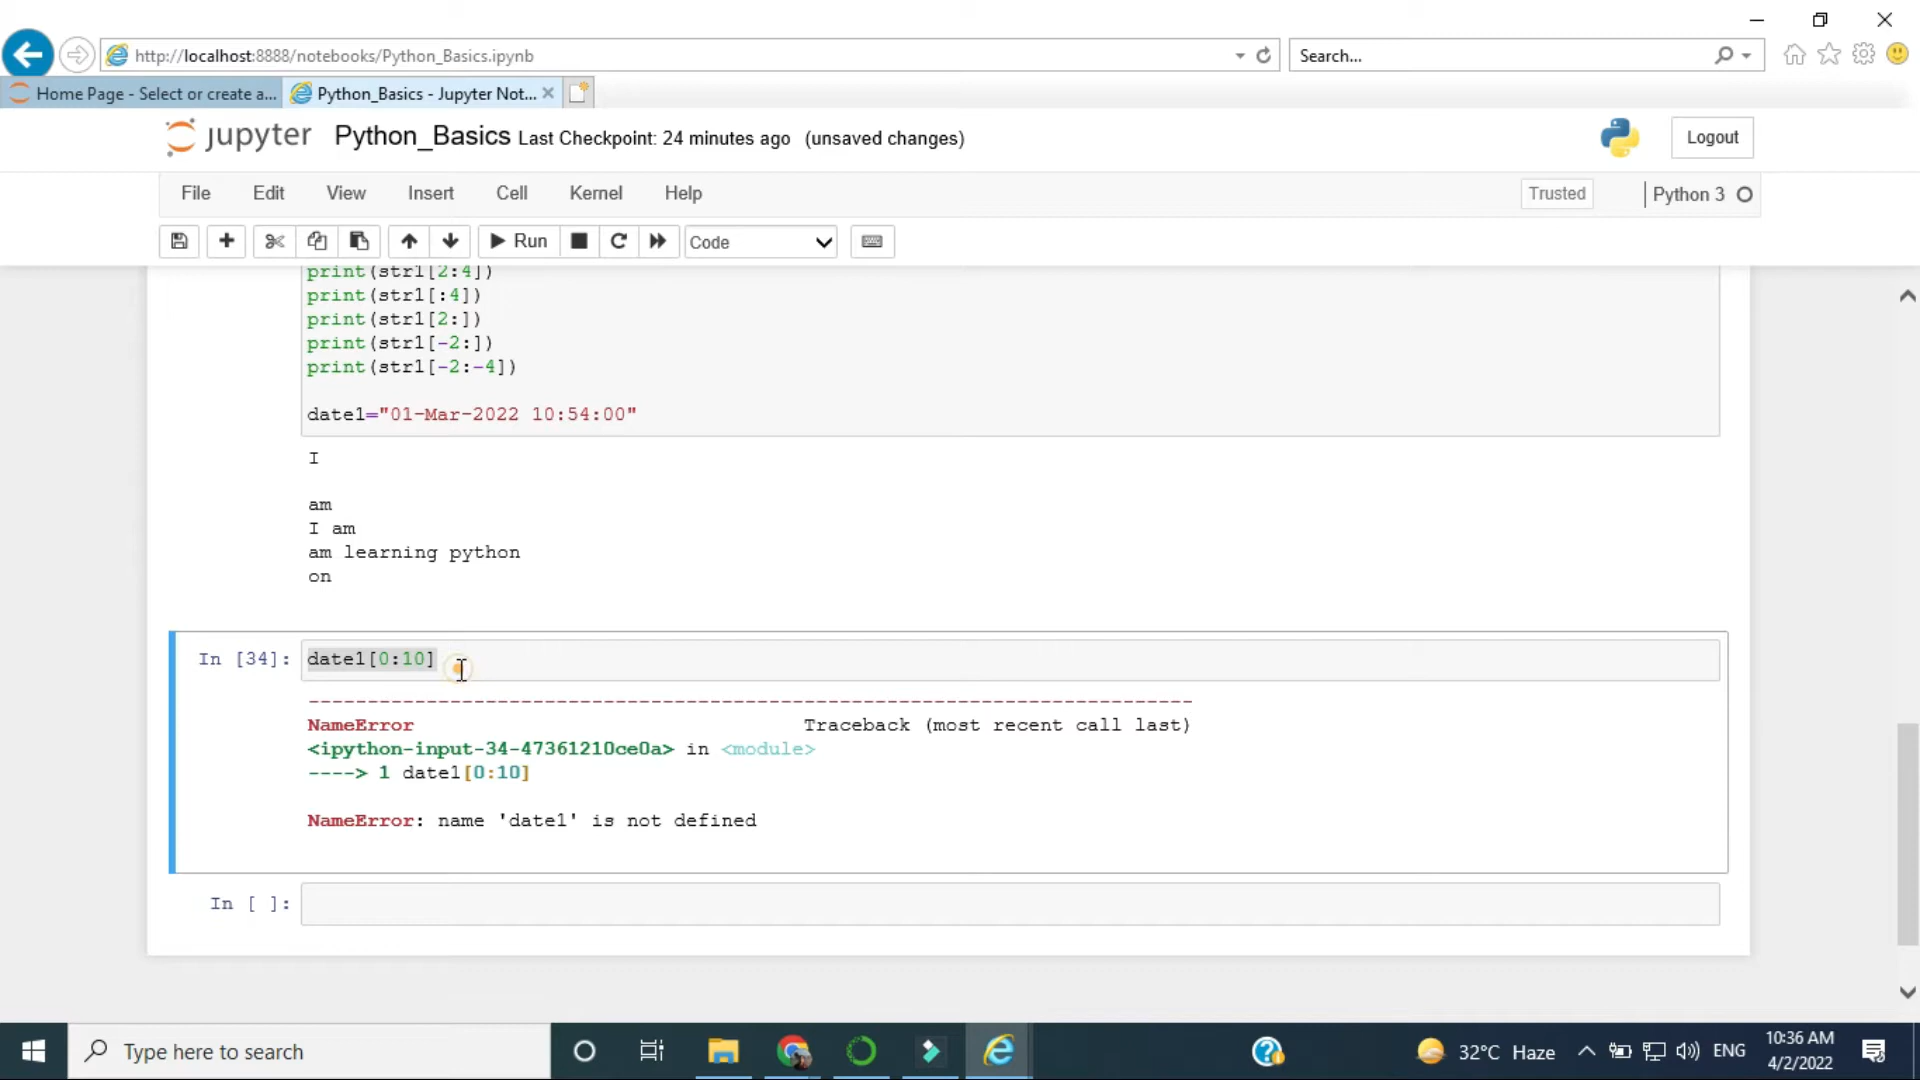 http://localhost:8888/notebooks/Python_Basics.ipynb
Search...
Home Page - Select or create a...
Python_Basics - Jupyter Not...
jupyter Python_Basics Last Checkpoint: 24 minutes ago (unsaved changes)
Logout
File Edit View Insert Cell Kernel Help
Trusted
Python 3
Run
Code
print(str1[2:4])
print(str1[:4])
print(str1[2:])
print(str1[-2:])
print(str1[-2:-4])
date1="01-Mar-2022 10:54:00"
I
am
I am
am learning python
on
In [34]: date1[0:10]
---------------------------------------------------------------------------
NameError Traceback (most recent call last)
<ipython-input-34-47361210ce0a> in <module>
----> 1 date1[0:10]
NameError: name 'date1' is not defined
In [ ]:
Type here to search
32°C Haze
ENG
10:36 AM
4/2/2022